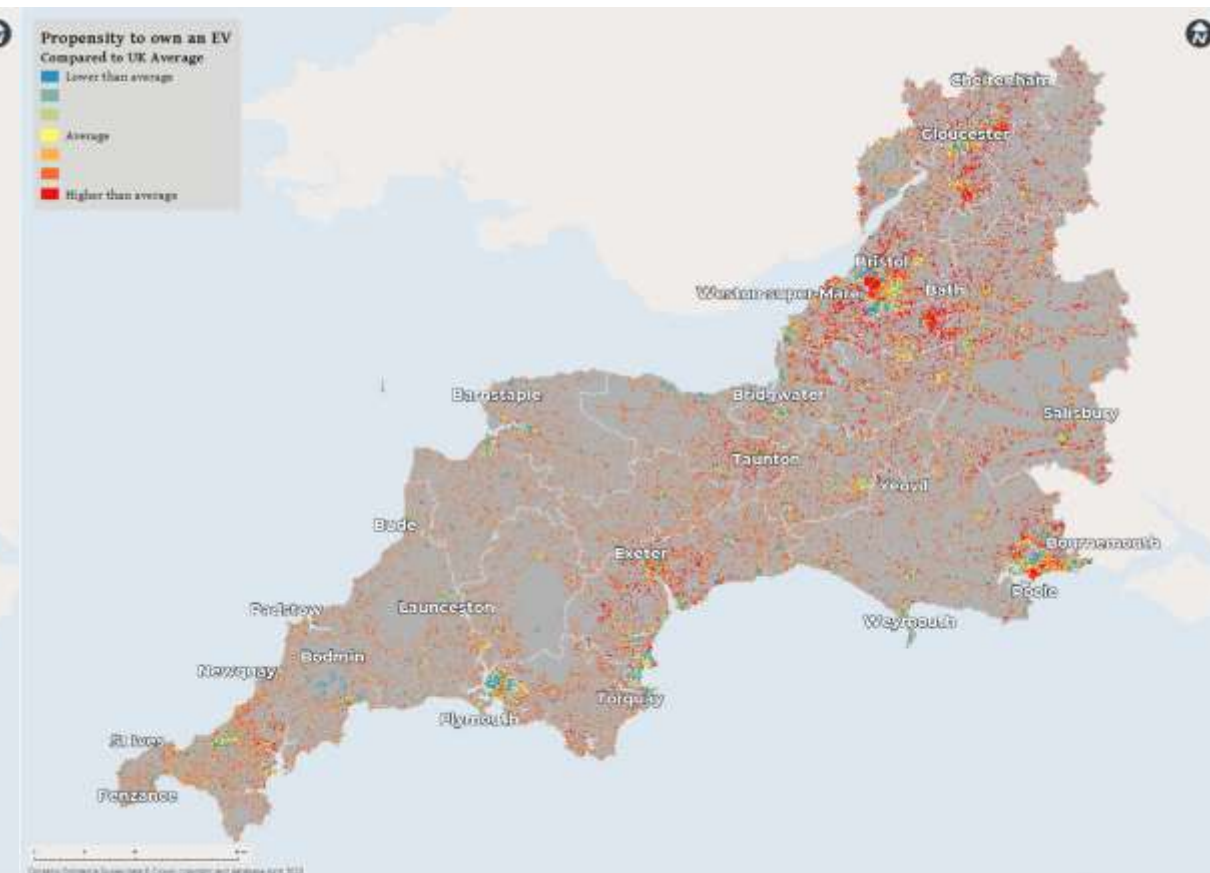 Propensity to own an EV
Compared to UK Average
Lower than average
Average
Higher than average
Cheltenham
Gloucester
Bristol
Weston-super-Mare
Bath
Barnstaple
Bridgwater
Salisbury
Taunton
Yeovil
Bude
Exeter
Bournemouth
Poole
Padstow
Launceston
Weymouth
Bodmin
Newquay
Torquay
Plymouth
St Ives
Penzance